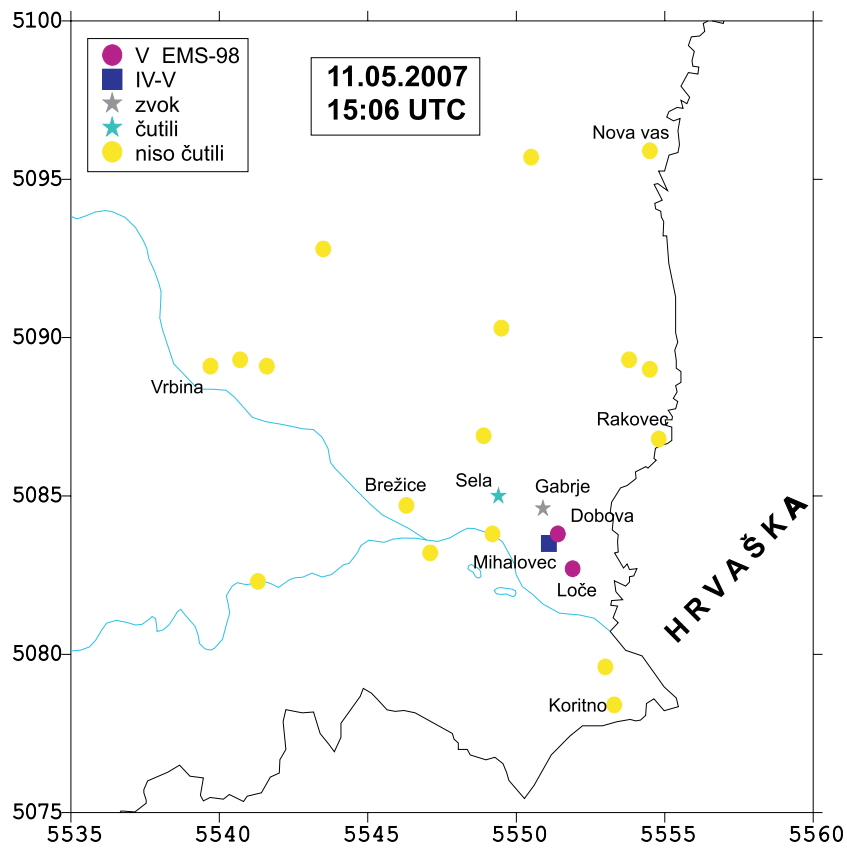 5100
V EMS-98
IV-V
zvok
čutili
niso čutili
11.05.2007
15:06 UTC
Nova vas
5095
5090
Vrbina
Rakovec
Sela
Brežice
Gabrje
5085
Dobova
HRVAŠKA
Mihalovec
Loče
5080
Koritno
5075
5535
5540
5545
5550
5555
5560